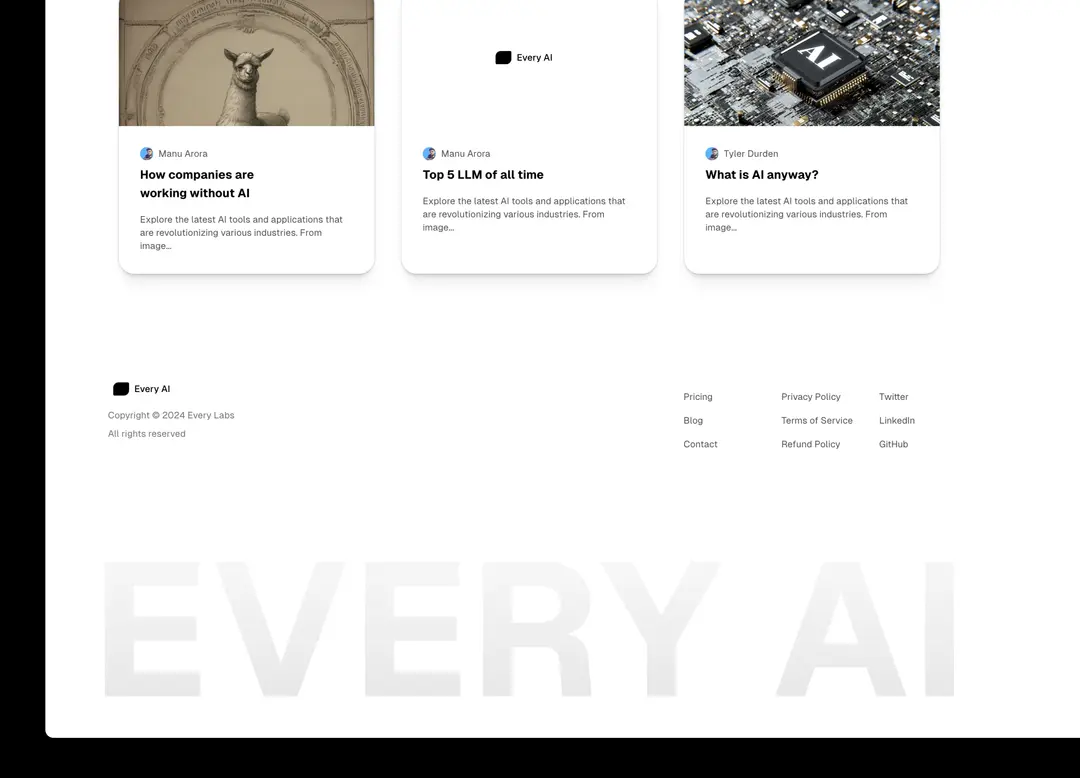 Every AI
AI
Manu Arora
How companies are
working without AI
Explore the latest AI tools and applications that
are revolutionizing various industries. From
image...
Manu Arora
Top 5 LLM of all time
Explore the latest AI tools and applications that
are revolutionizing various industries. From
image...
Tyler Durden
What is AI anyway?
Explore the latest AI tools and applications that
are revolutionizing various industries. From
image...
Every AI
Copyright © 2024 Every Labs
All rights reserved
Pricing
Blog
Contact
Privacy Policy
Terms of Service
Refund Policy
Twitter
LinkedIn
GitHub
EVERY AI